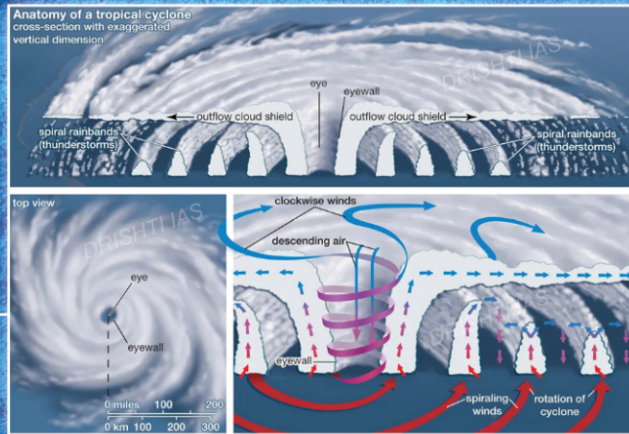 Anatomy of a tropical cyclone
cross-section with exaggerated
vertical dimension
DRISHTI IAS
eye
eyewall
outflow cloud shield
outflow cloud shield
spiral rainbands
(thunderstorms)
spiral rainbands
(thunderstorms)
top view
DRISHTI IAS
eye
eyewall
0 miles 100 200
0 km 100 200 300
clockwise winds
descending air
DRISHTI IAS
eyewall
spiraling
winds
rotation of
cyclone